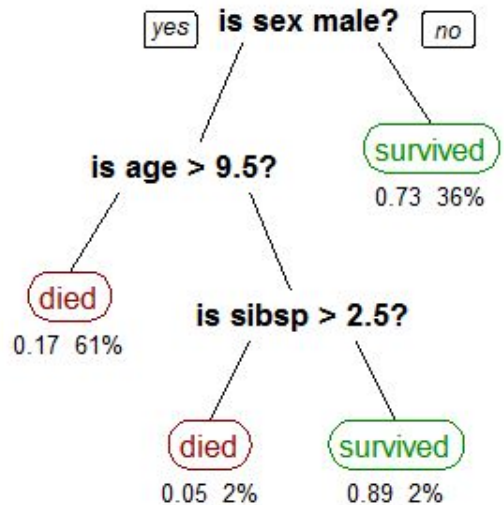 yes is sex male? no
survived
0.73 36%
is age > 9.5?
died
0.17 61%
is sibsp > 2.5?
died survived
0.05 2% 0.89 2%